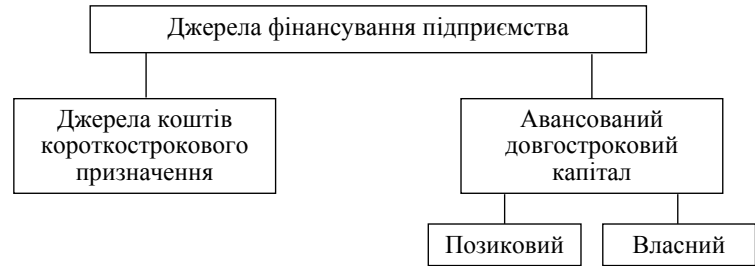 Джерела фінансування підприємства
Джерела коштів
короткострокового
призначення
Авансований
довгостроковий
капітал
Позиковий
Власний